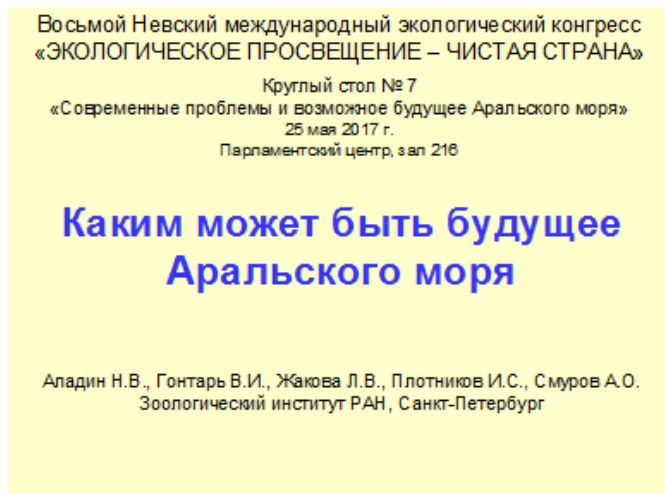 Восьмой Невский международный экологический конгресс
«ЭКОЛОГИЧЕСКОЕ ПРОСВЕЩЕНИЕ – ЧИСТАЯ СТРАНА»
Круглый стол № 7
«Современные проблемы и возможное будущее Аральского моря»
25 мая 2017 г.
Парламентский центр, зал 216
Каким может быть будущее
Аральского моря
Аладин Н.В., Гонтарь В.И., Жакова Л.В., Плотников И.С., Смуров А.О.
Зоологический институт РАН, Санкт-Петербург